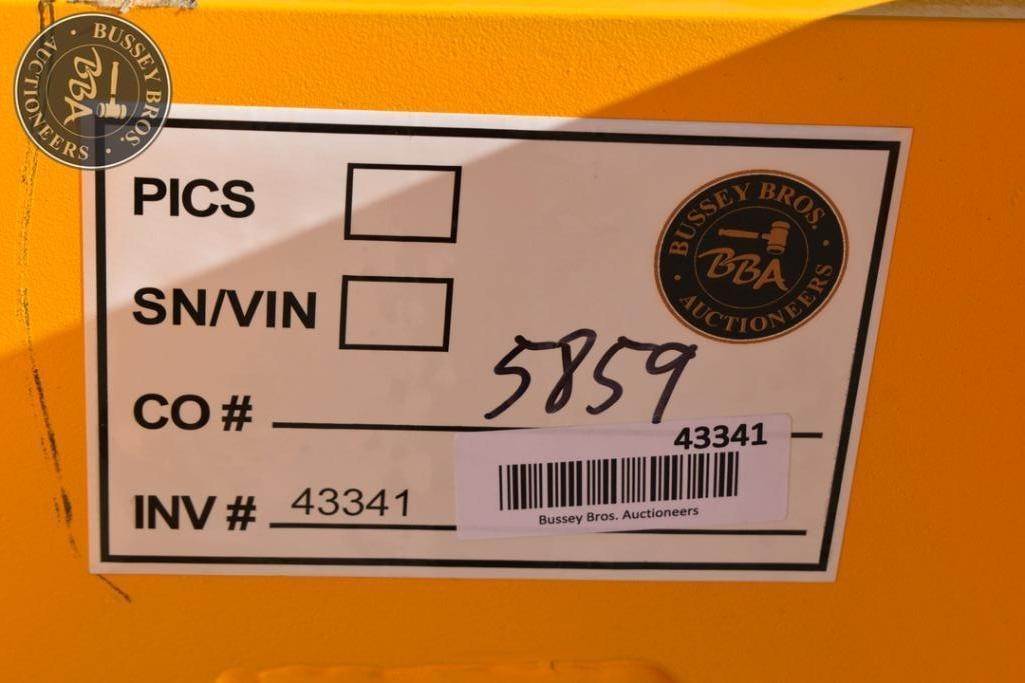 BUSSEY BROS.
BBA
AUCTIONEERS
PICS
BUSSEY BROS.
BBA
AUCTIONEERS
SN/VIN
CO # 5859
43341
INV # 43341
Bussey Bros. Auctioneers